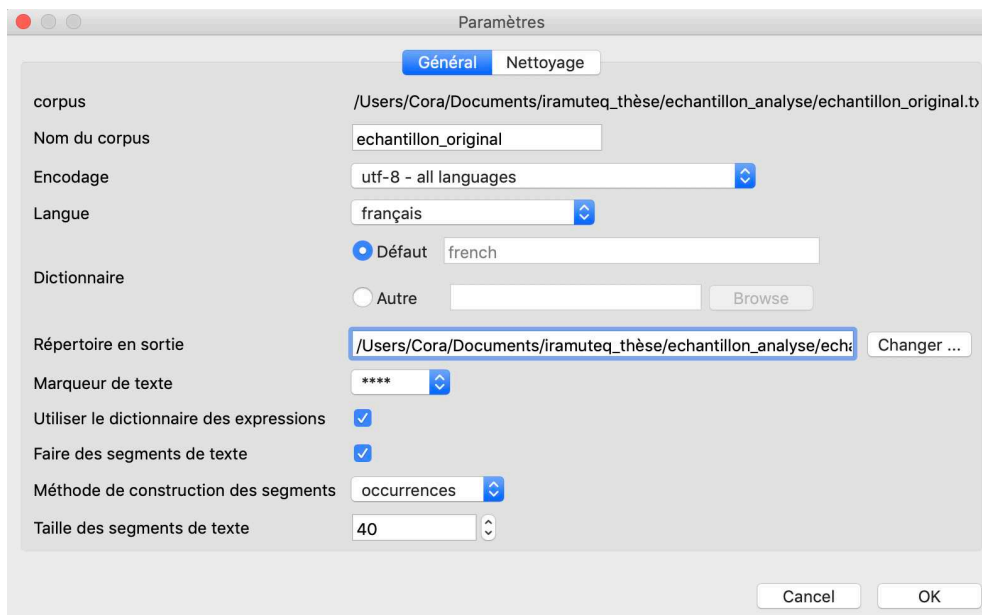 Paramètres
Général Nettoyage
corpus /Users/Cora/Documents/iramuteq_thèse/echantillon_analyse/echantillon_original.tx
Nom du corpus echantillon_original
Encodage utf-8 - all languages
Langue français
Défaut french
Dictionnaire
Autre Browse
Répertoire en sortie /Users/Cora/Documents/iramuteq_thèse/echantillon_analyse/echa Changer ...
Marqueur de texte ****
Utiliser le dictionnaire des expressions
Faire des segments de texte
Méthode de construction des segments occurrences
Taille des segments de texte 40
Cancel OK